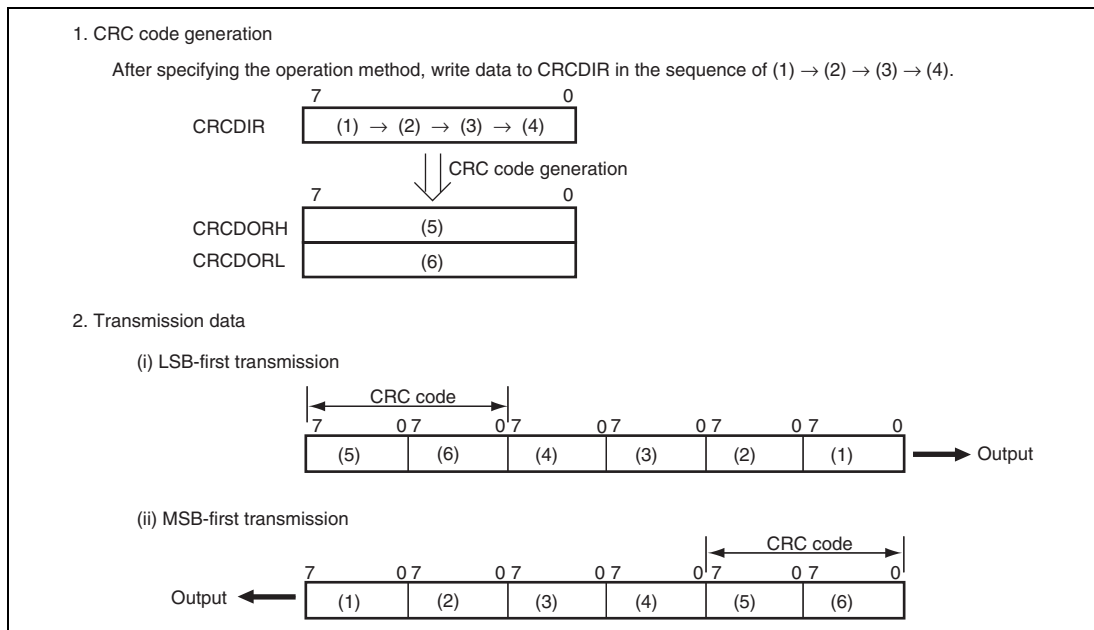 1. CRC code generation
After specifying the operation method, write data to CRCDIR in the sequence of (1) → (2) → (3) → (4).
7 0
CRCDIR (1) → (2) → (3) → (4)
CRC code generation
7 0
CRCDORH (5)
CRCDORL (6)
2. Transmission data
(i) LSB-first transmission
CRC code
7 0 7 0 7 0 7 0 7 0 7 0
(5) (6) (4) (3) (2) (1) Output
(ii) MSB-first transmission
CRC code
7 0 7 0 7 0 7 0 7 0 7 0
Output (1) (2) (3) (4) (5) (6)